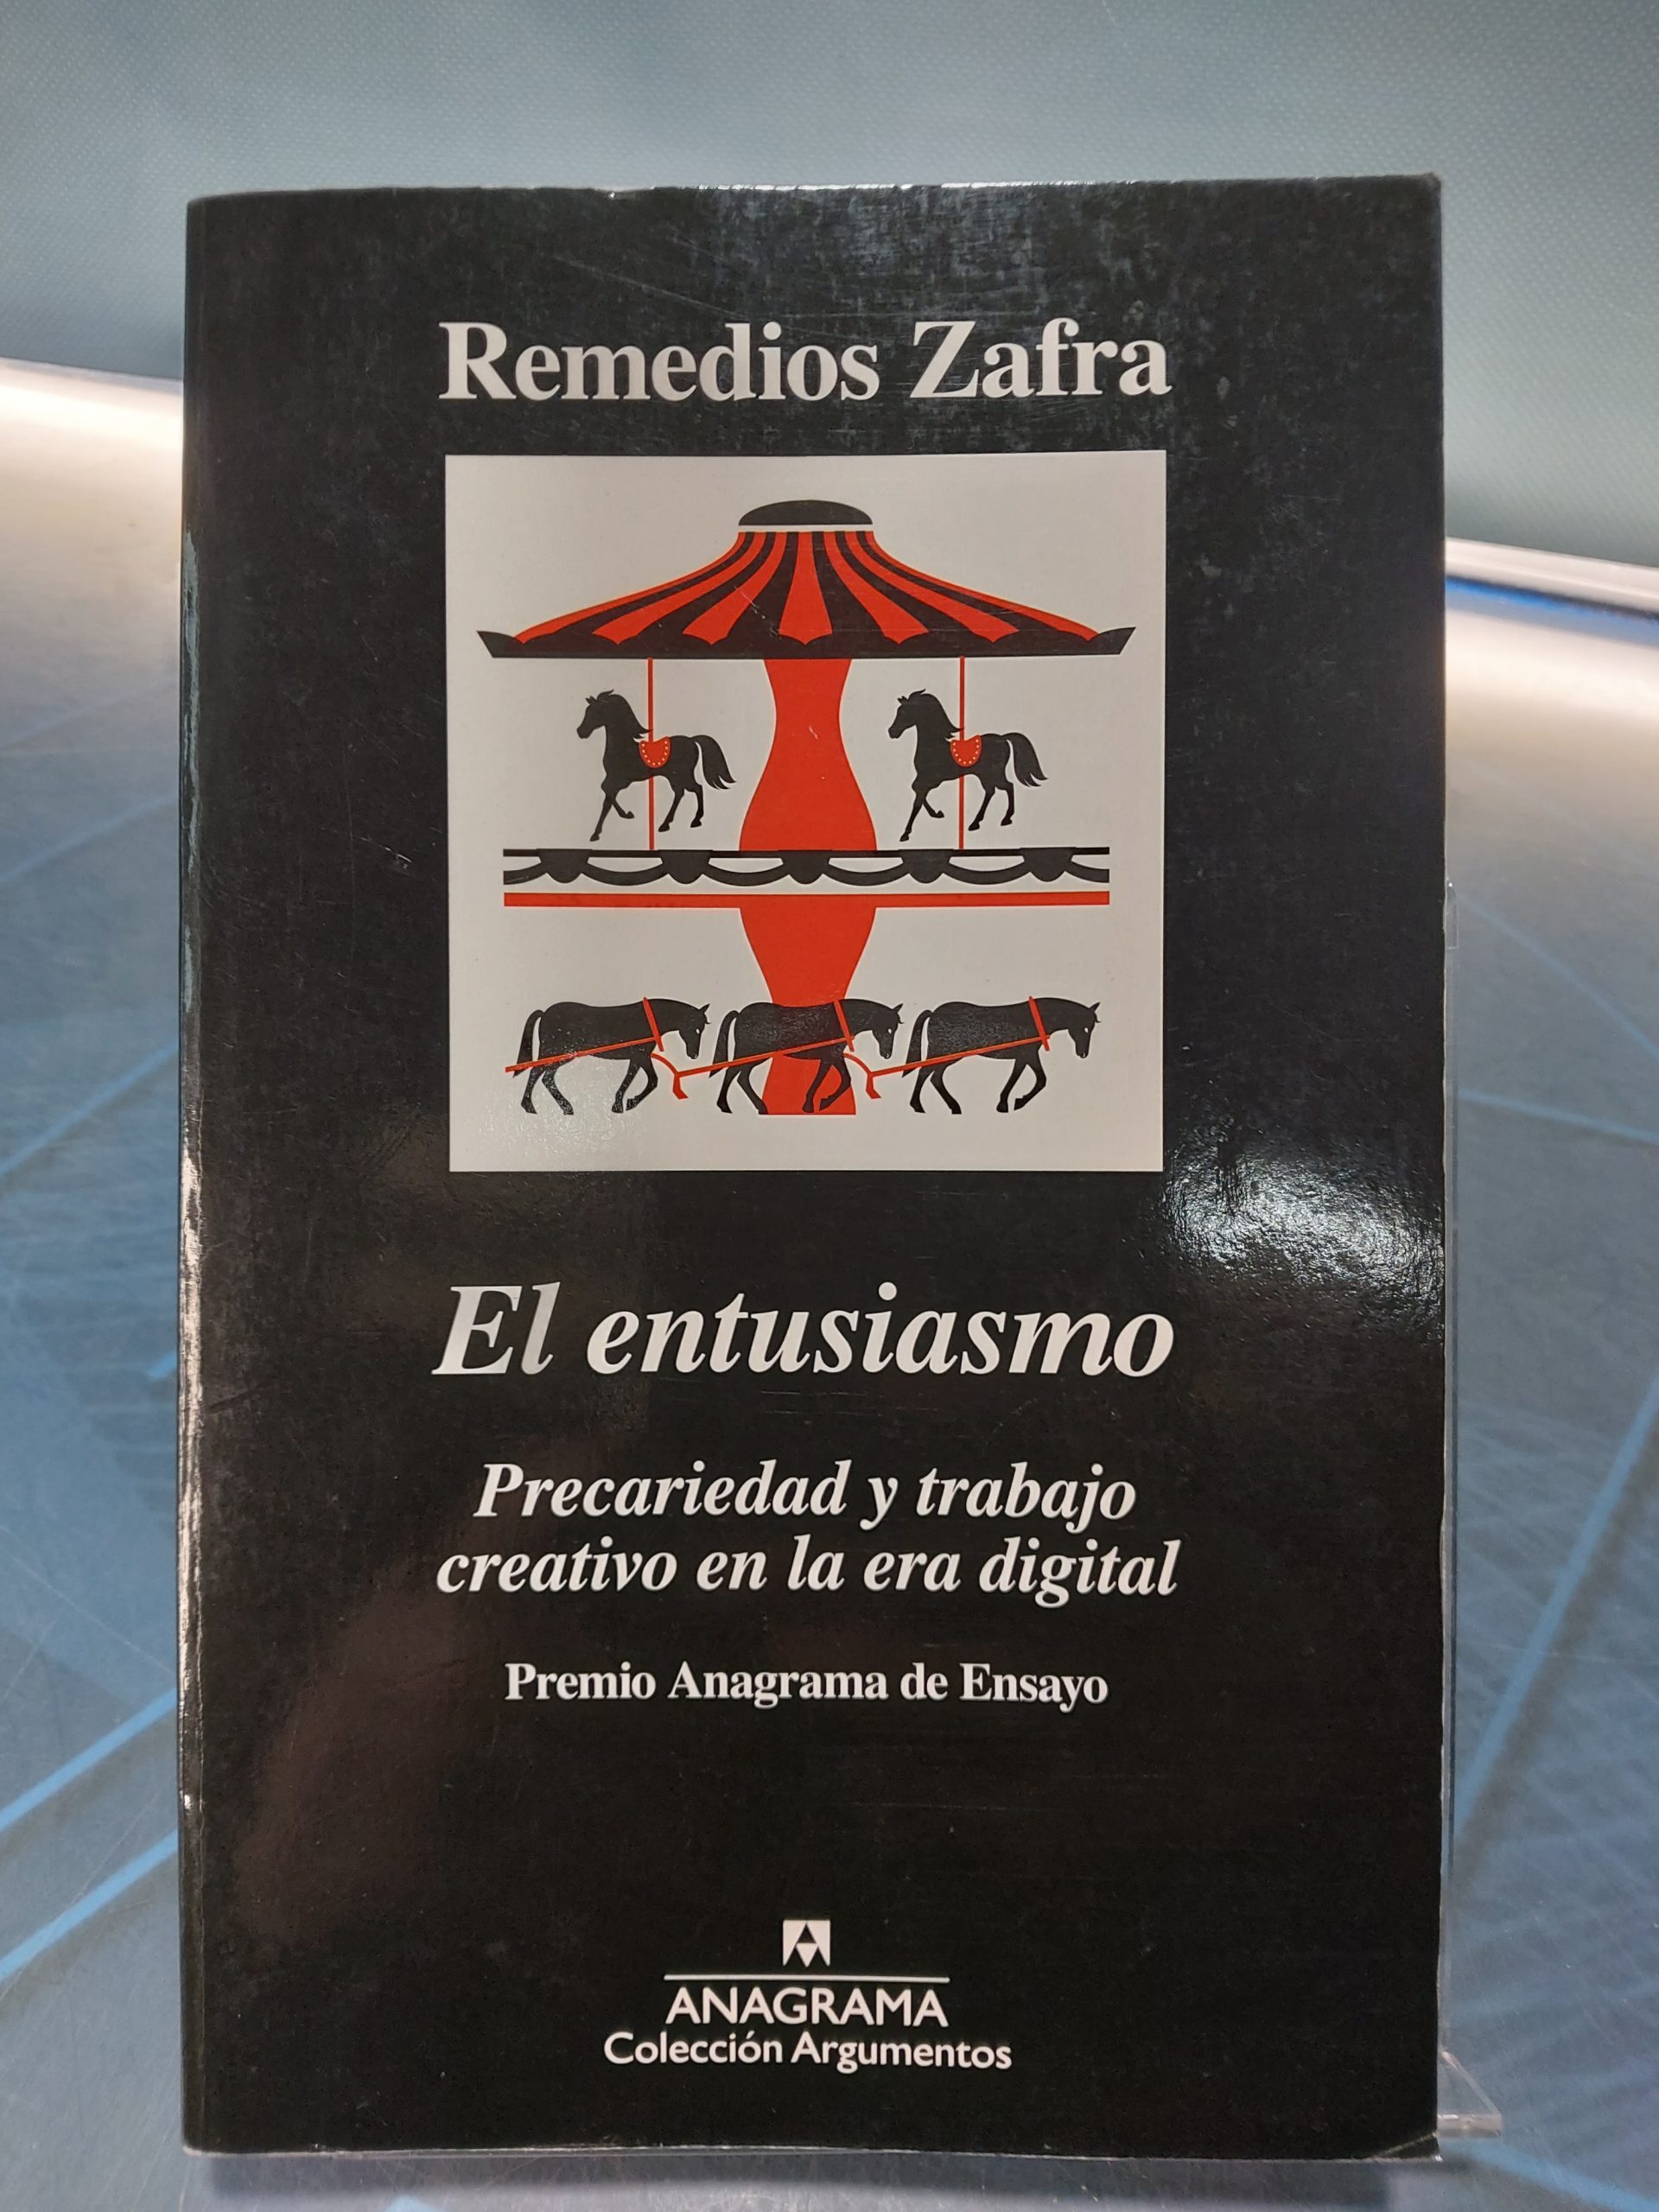 Remedios Zafra
El entusiasmo
Precariedad y trabajo
creativo en la era digital
Premio Anagrama de Ensayo
ANAGRAMA
Colección Argumentos